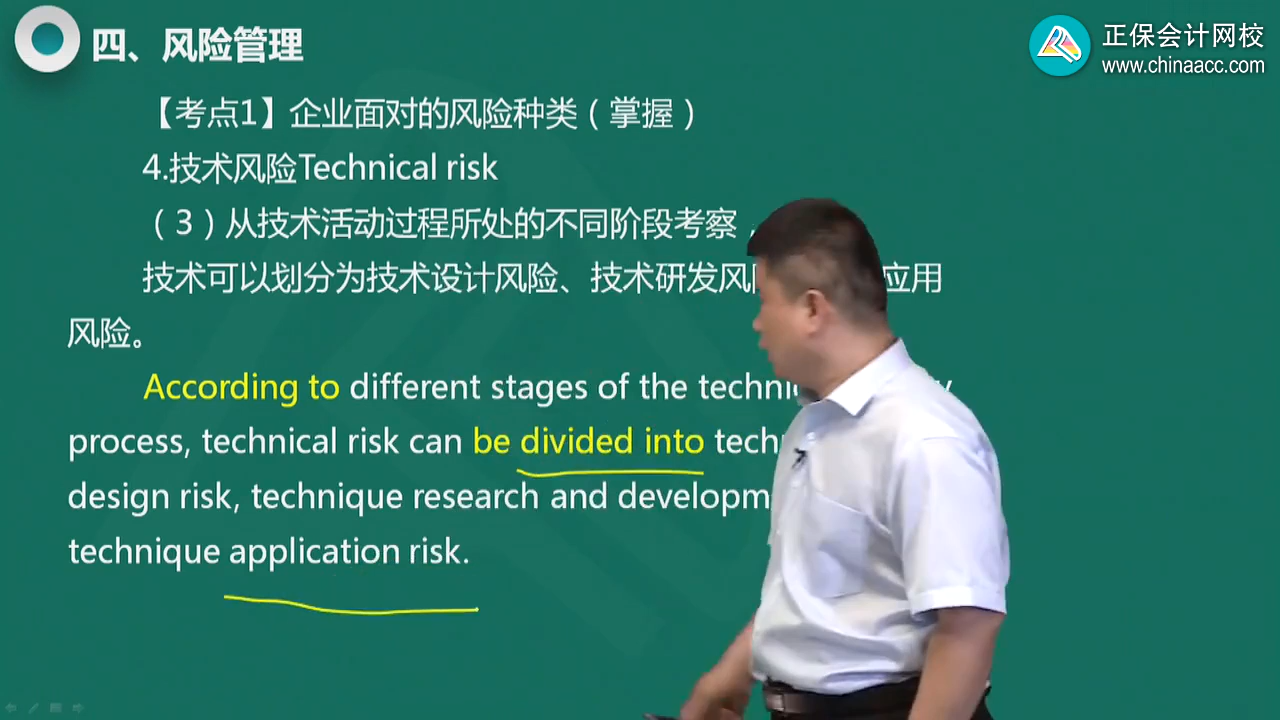 四、风险管理
正保会计网校
www.chinaacc.com
【考点1】企业面对的风险种类（掌握）
4.技术风险Technical risk
（3）从技术活动过程所处的不同阶段考察，
技术可以划分为技术设计风险、技术研发风 应用
风险。
According to different stages of the
process, technical risk can be divided into
design risk, technique research and
technique application risk.